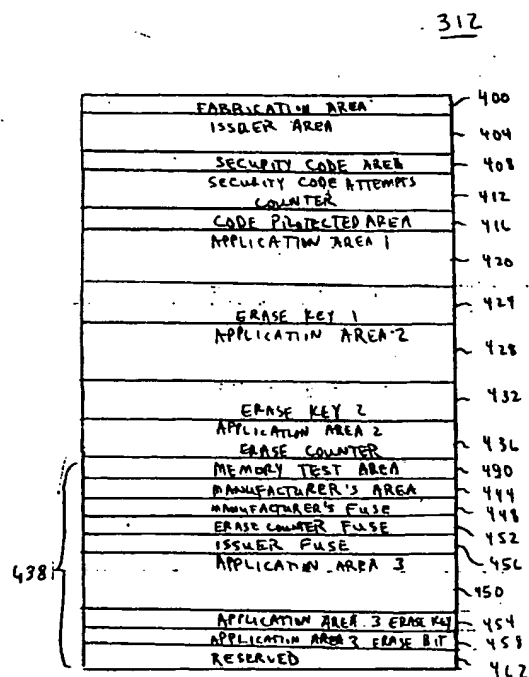 312
FABRICATION AREA 400
ISSUER AREA 404
SECURITY CODE AREA 408
SECURITY CODE ATTEMPTS
COUNTER 412
CODE PROTECTED AREA 416
APPLICATION AREA 1 420
ERASE KEY 1 424
APPLICATION AREA 2 428
ERASE KEY 2 432
APPLICATION AREA 2
ERASE COUNTER 436
MEMORY TEST AREA 490
MANUFACTURER'S AREA 444
MANUFACTURER'S FUSE 448
ERASE COUNTER FUSE 452
ISSUER FUSE 456
APPLICATION AREA 3 450
APPLICATION AREA 3 ERASE KEY 454
APPLICATION AREA 3 ERASE BIT 458
RESERVED 462
438